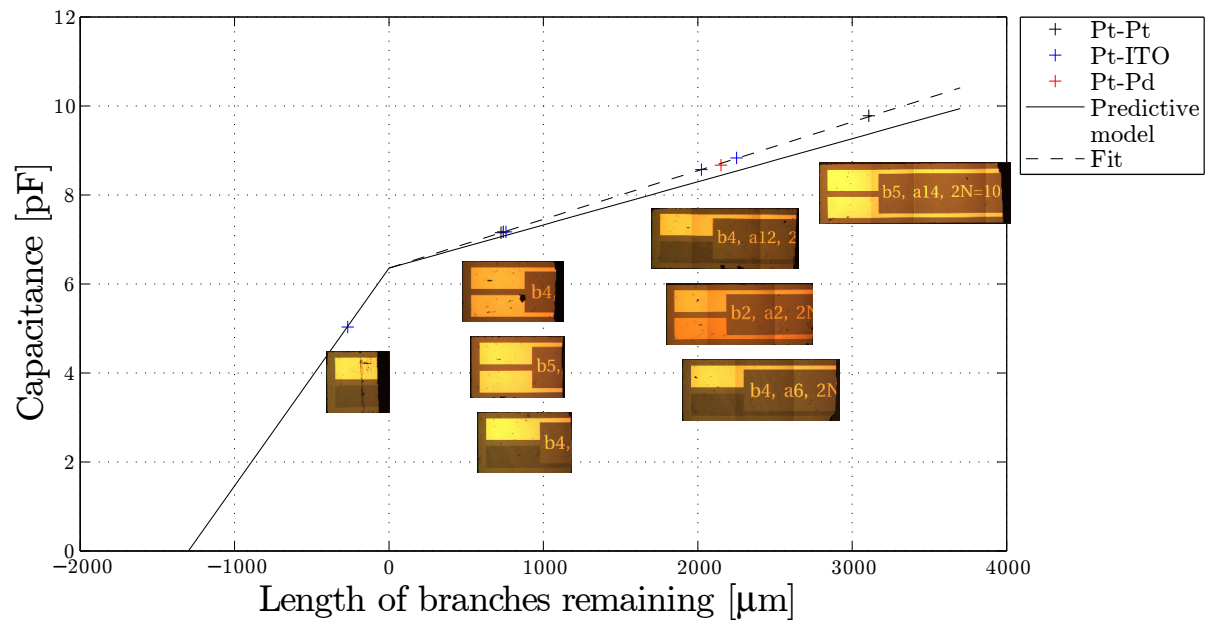 12
10
8
6
4
2
0
−2000
−1000
0
1000
2000
3000
4000
Capacitance [pF]
Length of branches remaining [μm]
Pt-Pt
Pt-ITO
Pt-Pd
Predictive
model
Fit
b5, a14, 2N=10
b4, a12, 2
b4
b2, a2, 2N
b5,
b4, a6, 2N
b4,